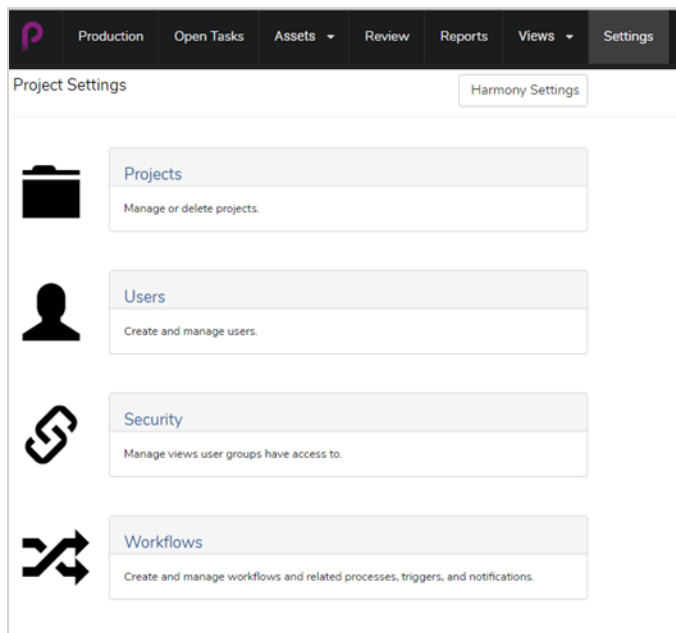 Production Open Tasks Assets Review Reports Views Settings
Project Settings
Harmony Settings
Projects
Manage or delete projects.
Users
Create and manage users.
Security
Manage views user groups have access to.
Workflows
Create and manage workflows and related processes, triggers, and notifications.